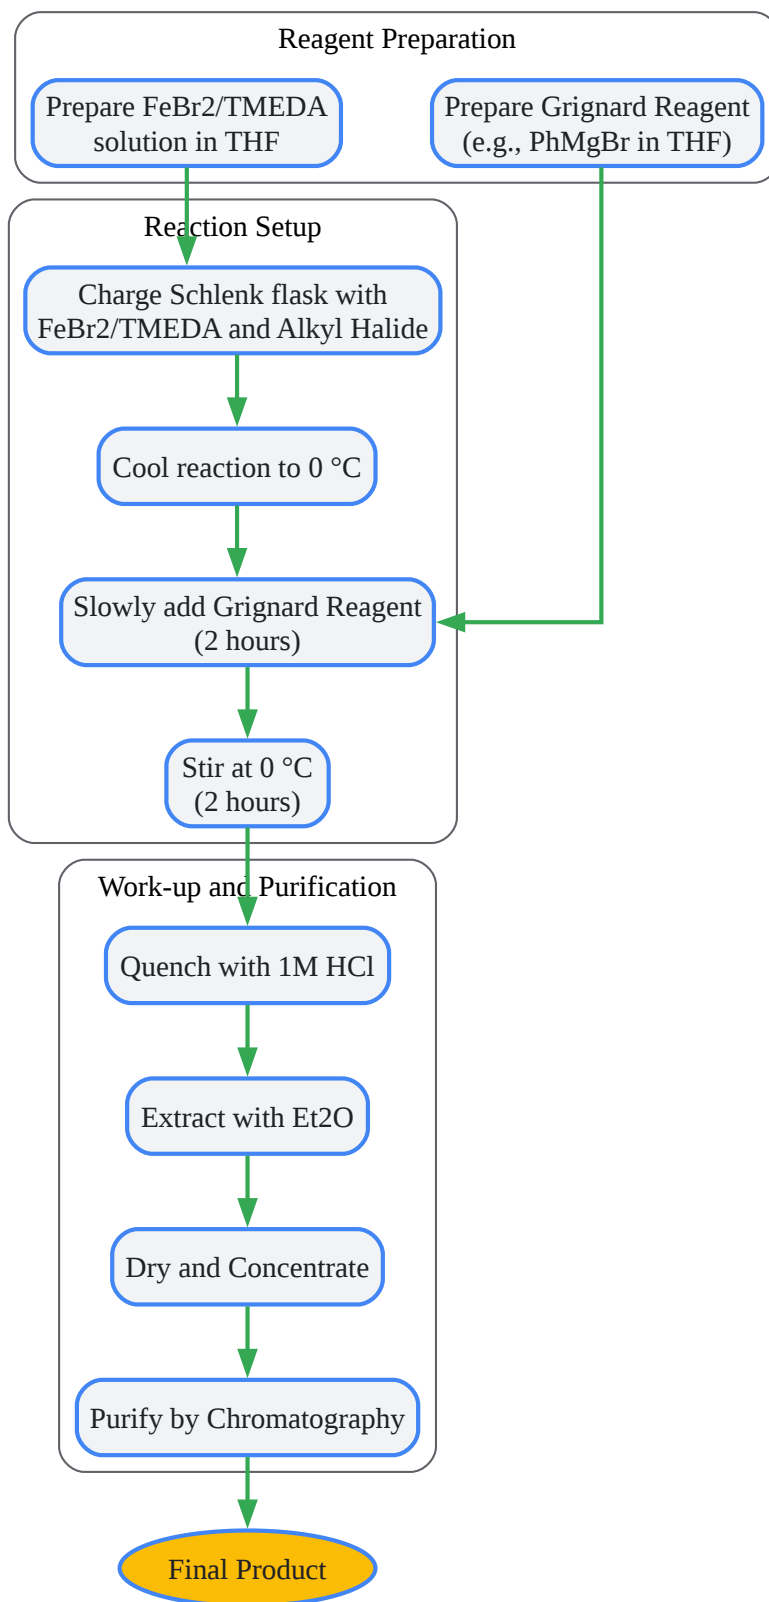 Reagent Preparation
Prepare FeBr2/TMEDA
solution in THF
Prepare Grignard Reagent
(e.g., PhMgBr in THF)
Reaction Setup
Charge Schlenk flask with
FeBr2/TMEDA and Alkyl Halide
Cool reaction to 0 °C
Slowly add Grignard Reagent
(2 hours)
Stir at 0 °C
(2 hours)
Work-up and Purification
Quench with 1M HCl
Extract with Et2O
Dry and Concentrate
Purify by Chromatography
Final Product